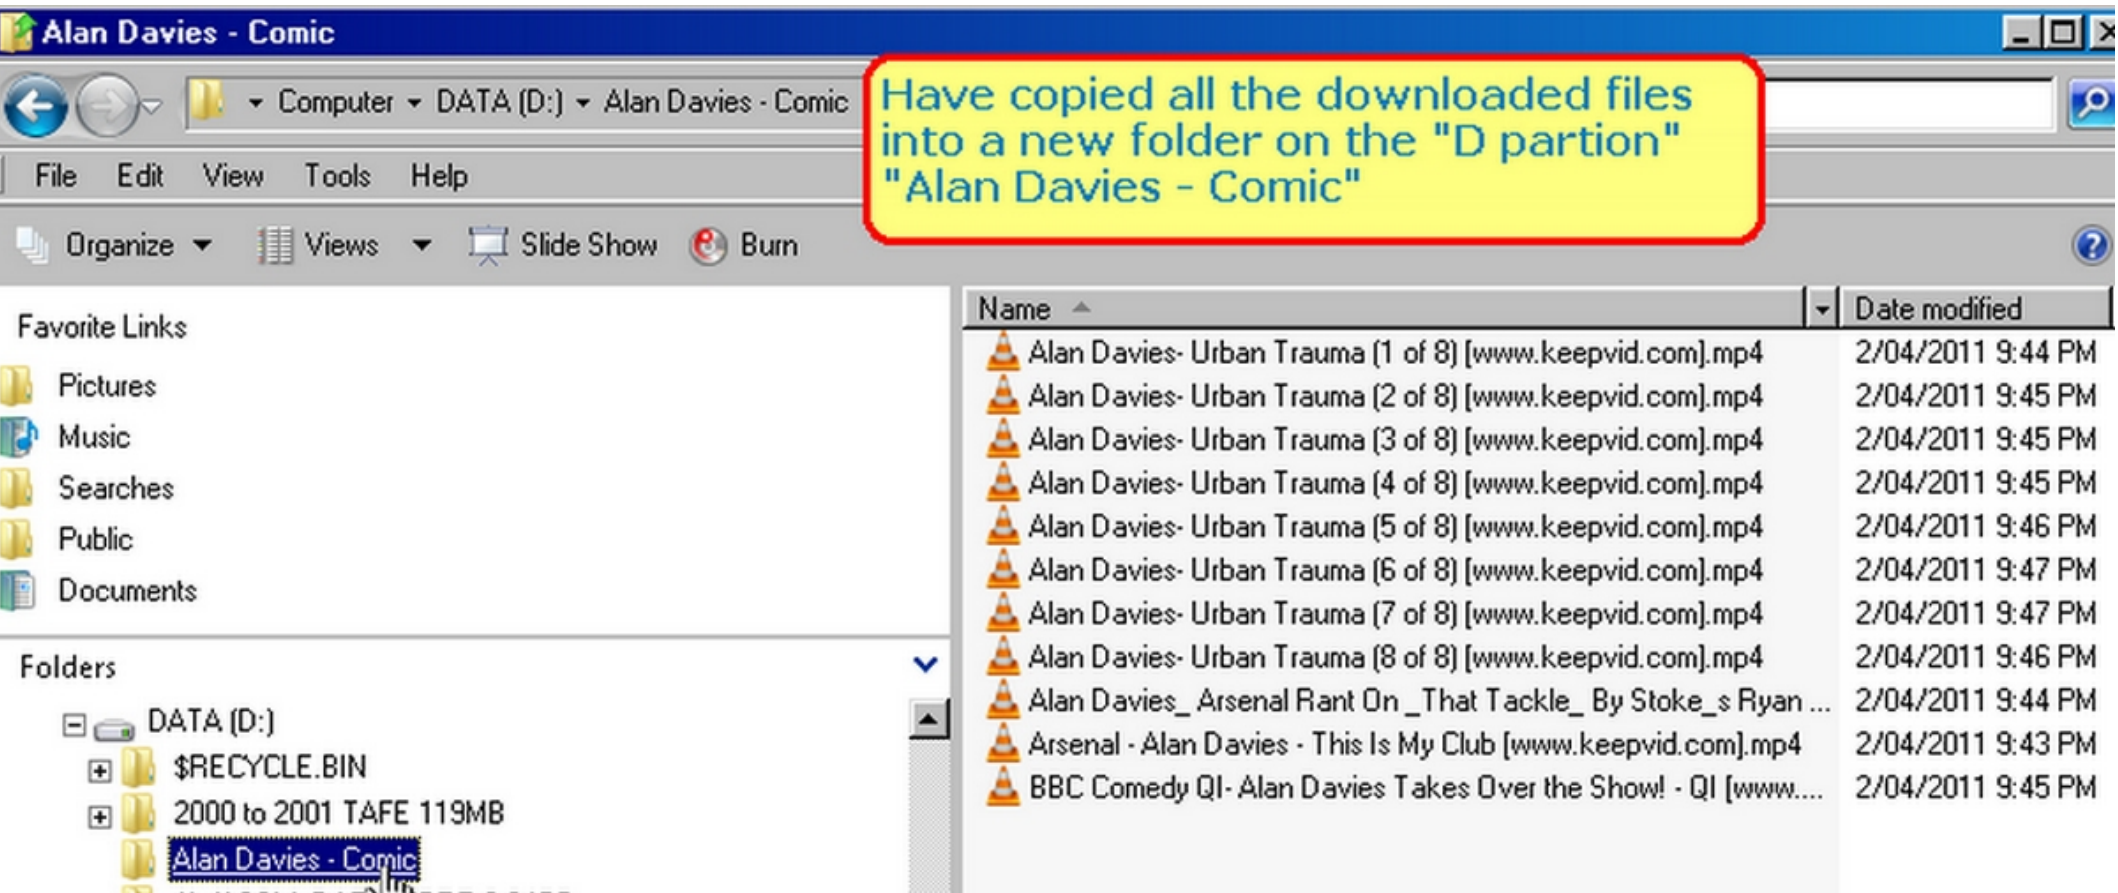 Alan Davies - Comic
Computer DATA (D:) Alan Davies - Comic
Have copied all the downloaded files
into a new folder on the "D partion"
"Alan Davies - Comic"
File Edit View Tools Help
Organize Views Slide Show Burn
Favorite Links
Pictures
Music
Searches
Public
Documents
Folders
DATA (D:)
$RECYCLE.BIN
2000 to 2001 TAFE 119MB
Alan Davies - Comic
Name Date modified
Alan Davies- Urban Trauma (1 of 8) [www.keepvid.com].mp4 2/04/2011 9:44 PM
Alan Davies- Urban Trauma (2 of 8) [www.keepvid.com].mp4 2/04/2011 9:45 PM
Alan Davies- Urban Trauma (3 of 8) [www.keepvid.com].mp4 2/04/2011 9:45 PM
Alan Davies- Urban Trauma (4 of 8) [www.keepvid.com].mp4 2/04/2011 9:45 PM
Alan Davies- Urban Trauma (5 of 8) [www.keepvid.com].mp4 2/04/2011 9:46 PM
Alan Davies- Urban Trauma (6 of 8) [www.keepvid.com].mp4 2/04/2011 9:47 PM
Alan Davies- Urban Trauma (7 of 8) [www.keepvid.com].mp4 2/04/2011 9:47 PM
Alan Davies- Urban Trauma (8 of 8) [www.keepvid.com].mp4 2/04/2011 9:46 PM
Alan Davies_ Arsenal Rant On _That Tackle_ By Stoke_s Ryan ... 2/04/2011 9:44 PM
Arsenal - Alan Davies - This Is My Club [www.keepvid.com].mp4 2/04/2011 9:43 PM
BBC Comedy QI- Alan Davies Takes Over the Show! - QI [www.... 2/04/2011 9:45 PM